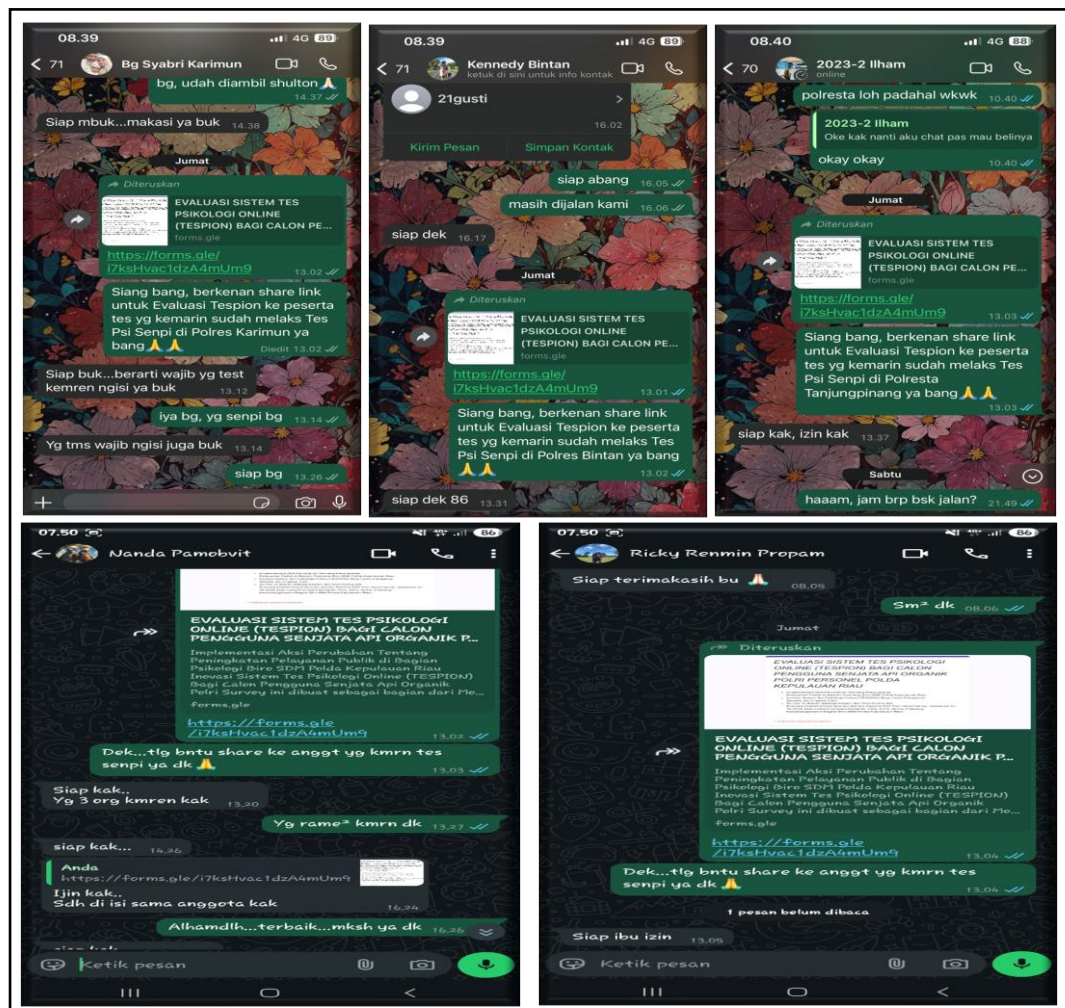 08.39
4G 89
71
Bg Syabri Karimun
bg, udah diambil shulton🙏
14.37
Siap mbuk...makasi ya buk 14.38
Jumat
Diteruskan
EVALUASI SISTEM TES
PSIKOLOGI ONLINE
(TESPION) BAGI CALON PE...
forms.gle
https://forms.gle/
i7ksHvac1dzA4mUm9 13.02
Siang bang, berkenan share link
untuk Evaluasi Tespion ke peserta
tes yg kemarin sudah melaks Tes
Psi Senpi di Polres Karimun ya
bang🙏🙏 Diedit 13.02
Siap buk...berarti wajib yg test
kemren ngisi ya buk 13.12
iya bg, yg senpi bg 13.14
Yg tms wajib ngisi juga buk 13.14
siap bg 13.26
08.39
4G 89
71
Kennedy Bintan
ketuk di sini untuk info kontak
21gusti
16.02
Kirim Pesan Simpan Kontak
siap abang 16.05
masih dijalan kami 16.06
siap dek 16.17
Jumat
Diteruskan
EVALUASI SISTEM TES
PSIKOLOGI ONLINE
(TESPION) BAGI CALON PE...
forms.gle
https://forms.gle/
i7ksHvac1dzA4mUm9 13.01
Siang bang, berkenan share link
untuk Evaluasi Tespion ke peserta
tes yg kemarin sudah melaks Tes
Psi Senpi di Polres Bintan ya bang
🙏🙏 13.02
siap dek 86 13.31
08.40
4G 88
70
2023-2 Ilham
online
polresta loh padahal wkwk 10.40
2023-2 Ilham
Oke kak nanti aku chat pas mau belinya
okay okay 10.40
Jumat
Diteruskan
EVALUASI SISTEM TES
PSIKOLOGI ONLINE
(TESPION) BAGI CALON PE...
forms.gle
https://forms.gle/
i7ksHvac1dzA4mUm9 13.03
Siang bang, berkenan share link
untuk Evaluasi Tespion ke peserta
tes yg kemarin sudah melaks Tes
Psi Senpi di Polresta
Tanjungpinang ya bang🙏🙏
13.03
siap kak, izin kak 13.37
Sabtu
haaam, jam brp bsk jalan? 21.49
07.50
86
Nanda Pamobvit
EVALUASI SISTEM TES PSIKOLOGI
ONLINE (TESPION) BAGI CALON
PENGGUNA SENJATA API ORGANIK P...
Implementasi Aksi Perubahan Tentang
Peningkatan Pelayanan Publik di Bagian
Psikologi Biro SDM Polda Kepulauan Riau
Inovasi Sistem Tes Psikologi Online (TESPION)
Bagi Calon Pengguna Senjata Api Organik
Polri Survey ini dibuat sebagai bagian dari Mo...
forms.gle
https://forms.gle
/i7ksHvac1dzA4mUm9 13.02
Dek...tlg bntu share ke anggt yg kmrn tes
senpi ya dk 🙏 13.03
Siap kak..
Yg 3 org kmren kak 13.20
Yg rame² kmrn dk 13.27
siap kak... 14.26
Anda
https://forms.gle/i7ksHvac1dzA4mUm9
Ijin kak..
Sdh di isi sama anggota kak 16.24
Alhamdlh...terbaik...mksh ya dk 16.26
Ketik pesan
07.50
86
Ricky Renmin Propam
Siap terimakasih bu 🙏 08.05
Sm² dk 08.06
Jumat
Diteruskan
EVALUASI SISTEM TES PSIKOLOGI
ONLINE (TESPION) BAGI CALON
PENGGUNA SENJATA API ORGANIK
POLRI PERSONEL POLDA
KEPULAUAN RIAU
EVALUASI SISTEM TES PSIKOLOGI
ONLINE (TESPION) BAGI CALON
PENGGUNA SENJATA API ORGANIK P...
Implementasi Aksi Perubahan Tentang
Peningkatan Pelayanan Publik di Bagian
Psikologi Biro SDM Polda Kepulauan Riau
Inovasi Sistem Tes Psikologi Online (TESPION)
Bagi Calon Pengguna Senjata Api Organik
Polri Survey ini dibuat sebagai bagian dari Mo...
forms.gle
https://forms.gle
/i7ksHvac1dzA4mUm9 13.04
Dek...tlg bntu share ke anggt yg kmrn tes
senpi ya dk 🙏 13.04
1 pesan belum dibaca
Siap ibu izin 13.05
Ketik pesan